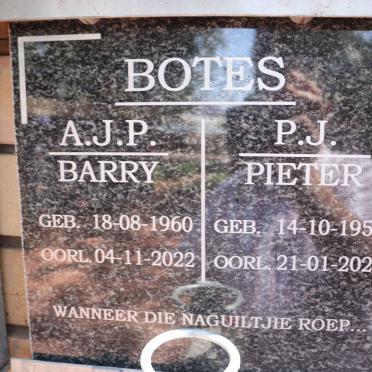 BOTES
A.J.P. P.J.
BARRY PIETER
GEB. 18-08-1960 GEB. 14-10-195
OORL. 04-11-2022 OORL. 21-01-202
WANNEER DIE NAGUILTJIE ROEP...